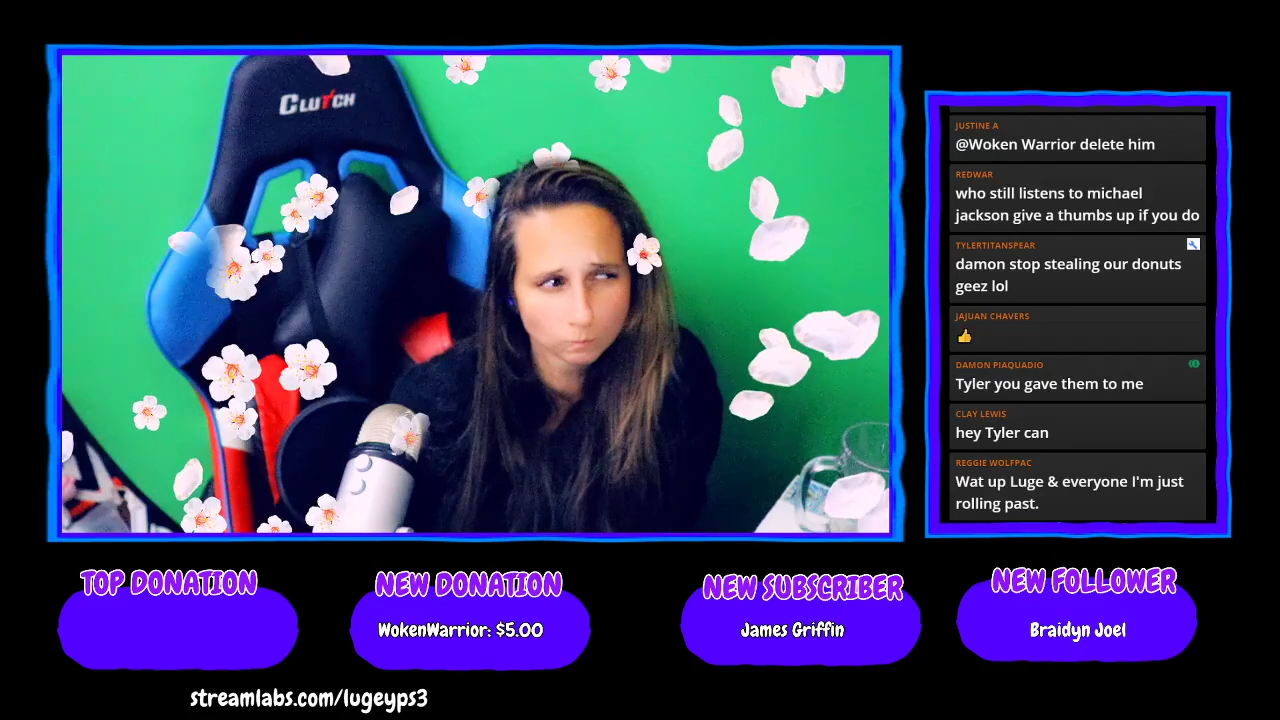 CLUTCH
JUSTINE A
@Woken Warrior delete him
REDWAR
who still listens to michael
jackson give a thumbs up if you do
TYLERTITANSPEAR
damon stop stealing our donuts
geez lol
JAJUAN CHAVERS
👍
DAMON PIAQUADIO
Tyler you gave them to me
CLAY LEWIS
hey Tyler can
REGGIE WOLFPAC
Wat up Luge & everyone I'm just
rolling past.
TOP DONATION
NEW DONATION
WokenWarrior: $5.00
NEW SUBSCRIBER
James Griffin
NEW FOLLOWER
Braidyn Joel
streamlabs.com/lugeyps3